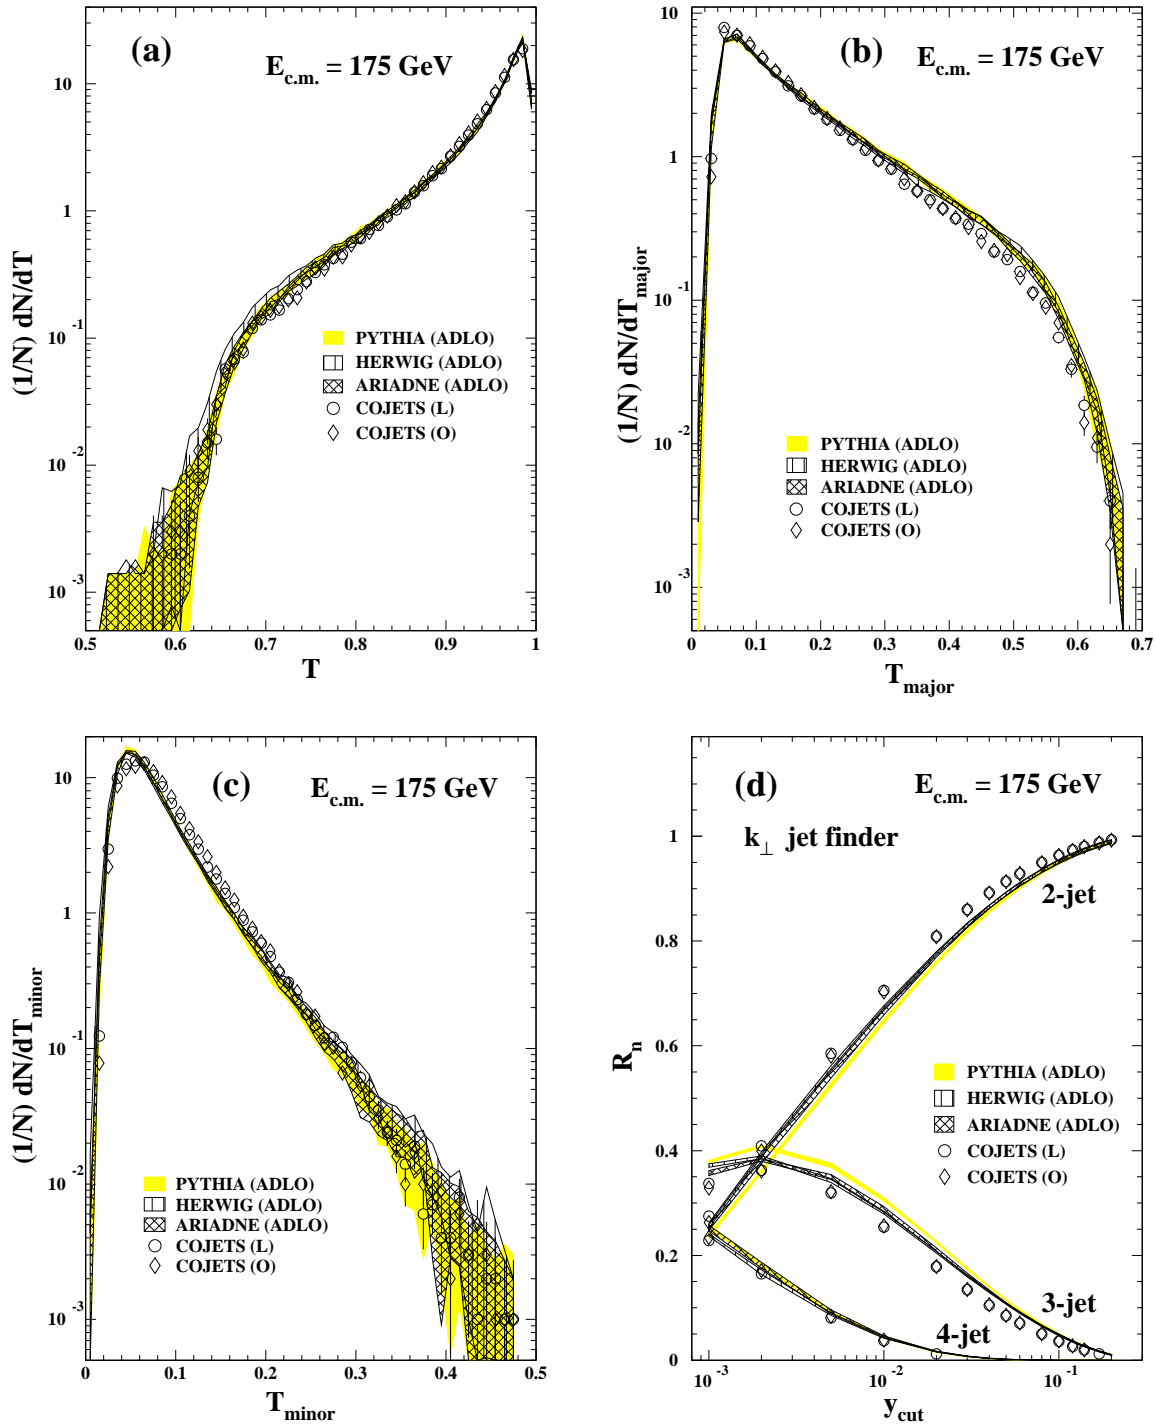 (a)
E_c.m. = 175 GeV
(1/N) dN/dT
10
1
10^-1
10^-2
10^-3
PYTHIA (ADLO)
HERWIG (ADLO)
ARIADNE (ADLO)
COJETS (L)
COJETS (O)
0.5 0.6 0.7 0.8 0.9 1
T
(b)
E_c.m. = 175 GeV
(1/N) dN/dT_major
10
1
10^-1
10^-2
10^-3
PYTHIA (ADLO)
HERWIG (ADLO)
ARIADNE (ADLO)
COJETS (L)
COJETS (O)
0 0.1 0.2 0.3 0.4 0.5 0.6 0.7
T_major
(c)
E_c.m. = 175 GeV
(1/N) dN/dT_minor
10
1
10^-1
10^-2
10^-3
PYTHIA (ADLO)
HERWIG (ADLO)
ARIADNE (ADLO)
COJETS (L)
COJETS (O)
0 0.1 0.2 0.3 0.4 0.5
T_minor
(d)
E_c.m. = 175 GeV
k_⊥ jet finder
R_n
1
0.8
0.6
0.4
0.2
0
2-jet
PYTHIA (ADLO)
HERWIG (ADLO)
ARIADNE (ADLO)
COJETS (L)
COJETS (O)
3-jet
4-jet
10^-3 10^-2 10^-1
y_cut